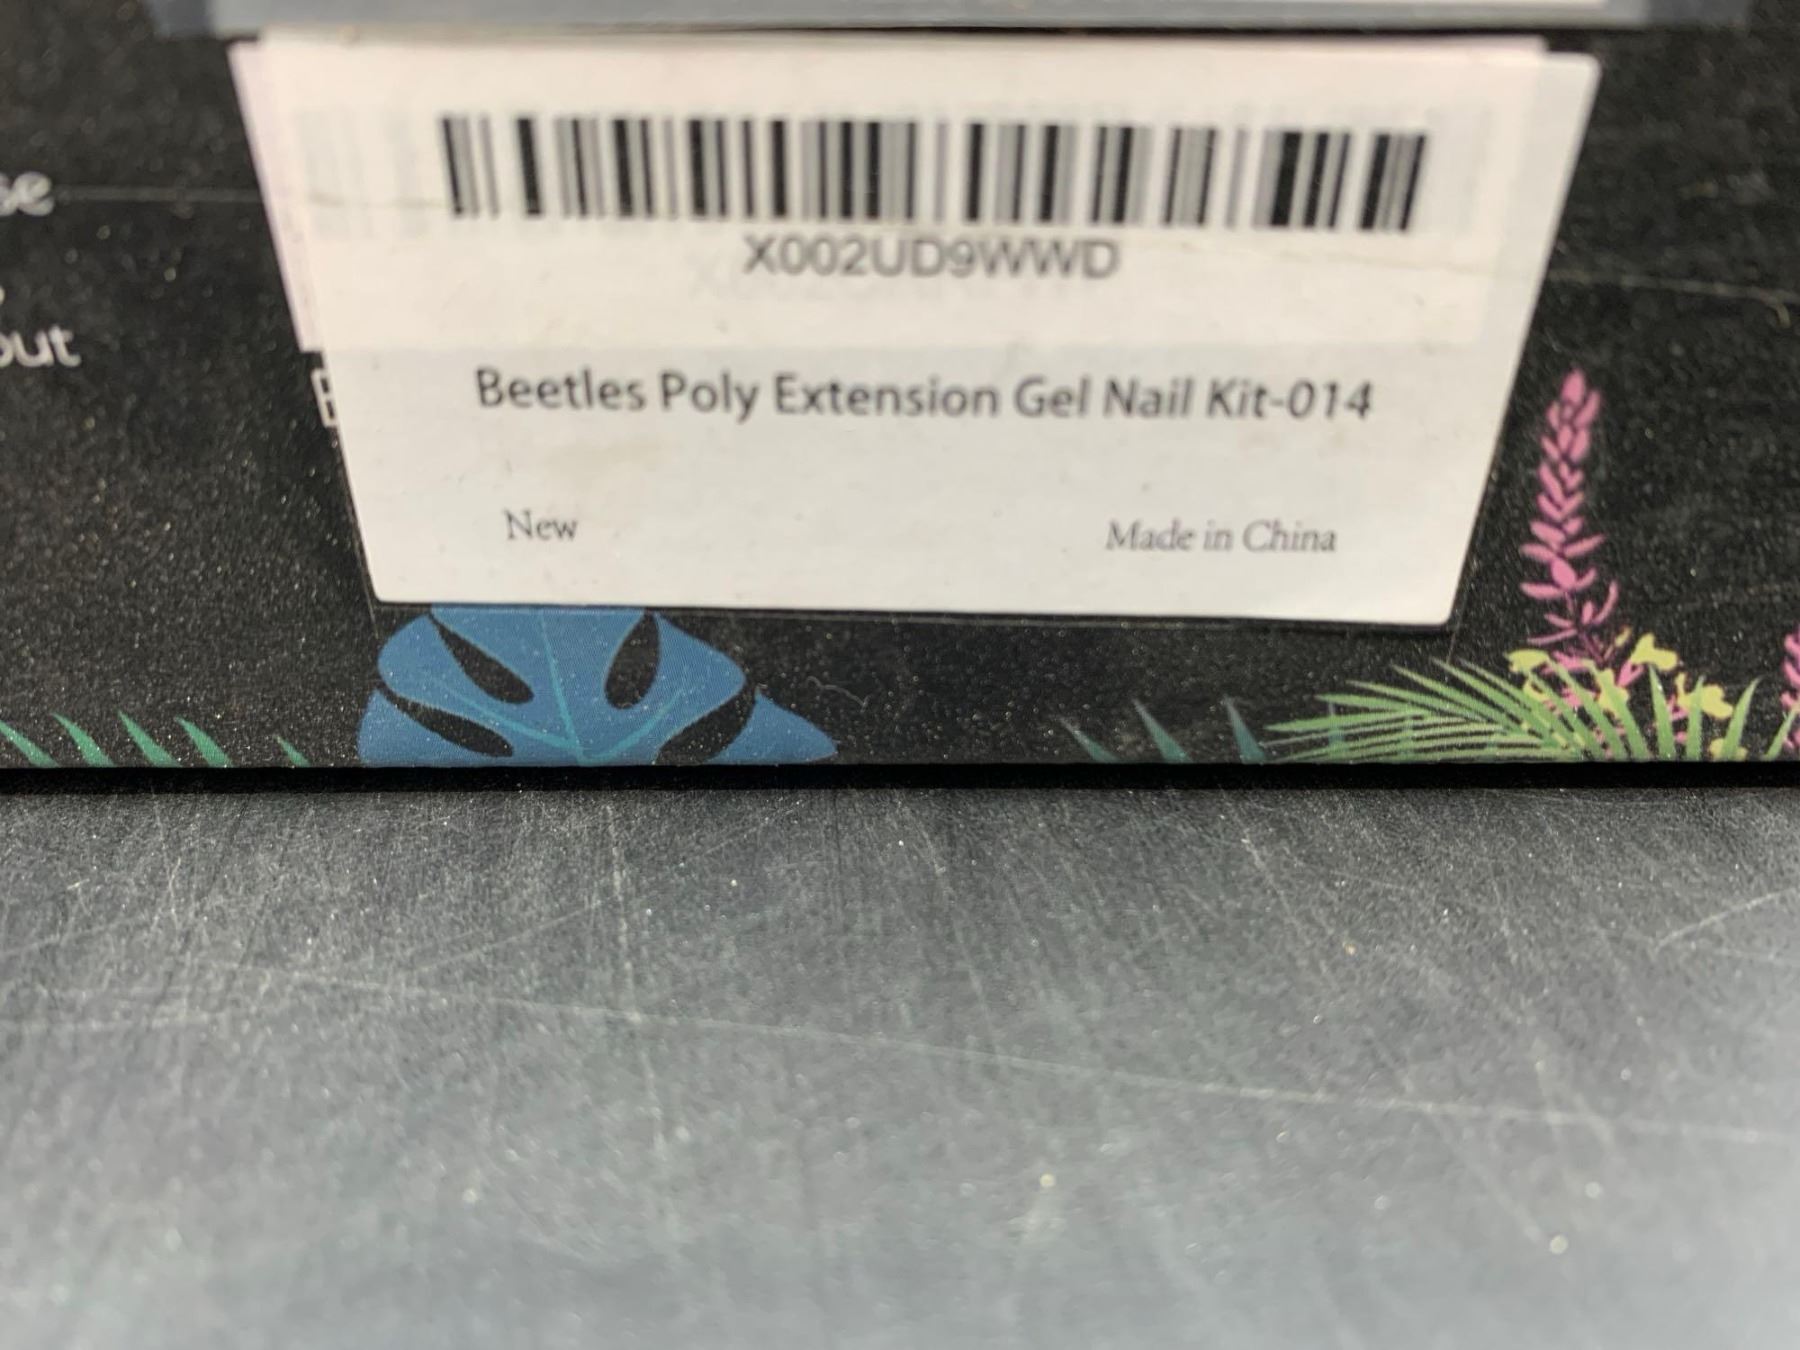 X002UD9WWD
Beetles Poly Extension Gel Nail Kit-014
New
Made in China
out